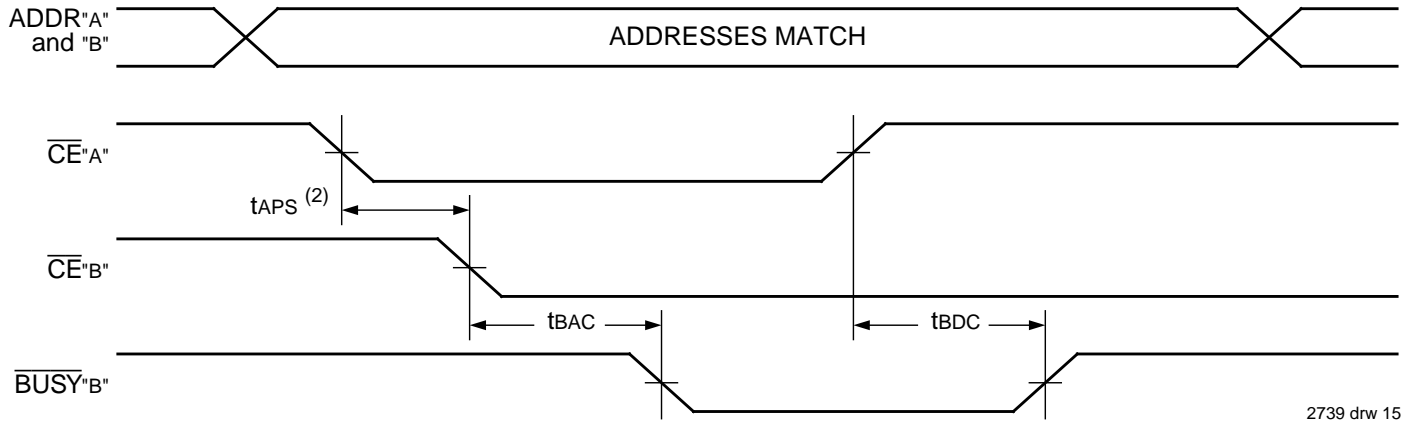 ADDR"A"
and "B"
ADDRESSES MATCH
CE"A"
tAPS (2)
CE"B"
tBAC
tBDC
BUSY"B"
2739 drw 15